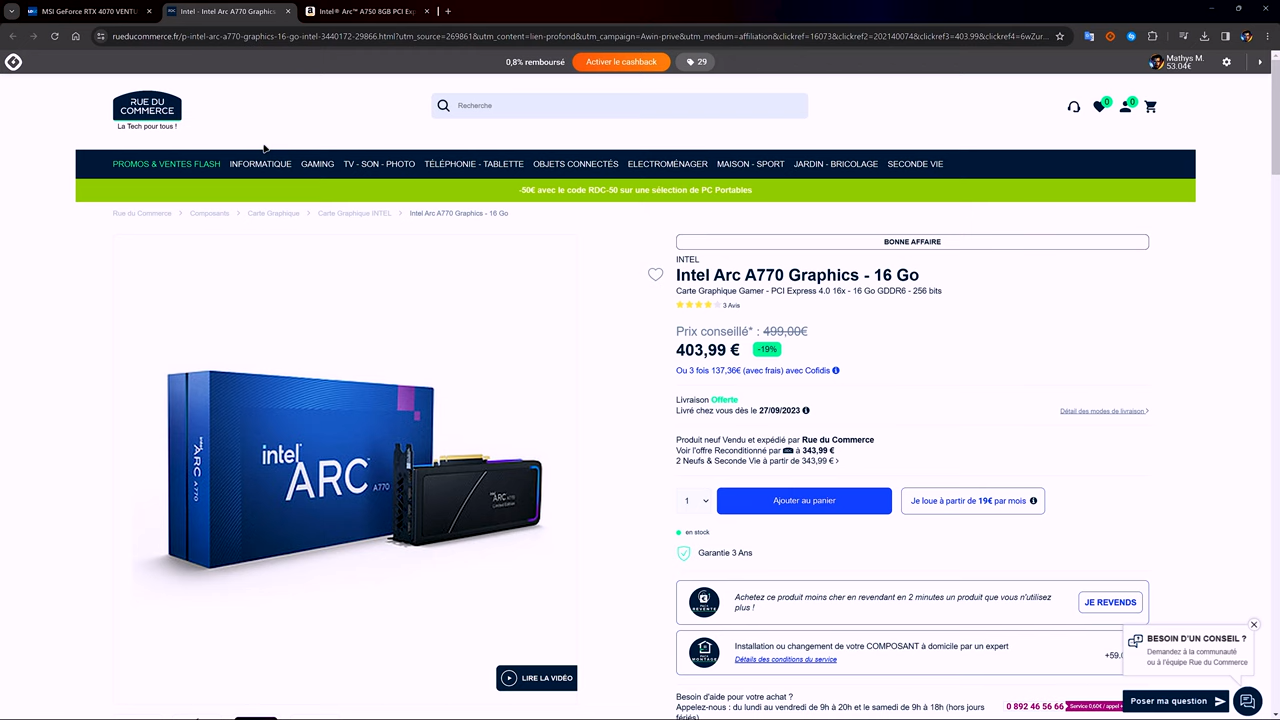 MSI GeForce RTX 4070 VENTU
Intel - Intel Arc A770 Graphics
Intel® Arc™ A750 8GB PCI Exp
rueducommerce.fr/p-intel-arc-a770-graphics-16-go-intel-3440172-29866.html?utm_source=269861&utm_content=lien-profond&utm_campaign=Awin-prive&utm_medium=affiliation&clickref=16073&clickref2=202140074&clickref3=403.99&clickref4=6wZur...
0,8% remboursé
Activer le cashback
29
Mathys M.
53.04€
RUE DU
COMMERCE
La Tech pour tous !
Recherche
0
0
PROMOS & VENTES FLASH INFORMATIQUE GAMING TV - SON - PHOTO TÉLÉPHONIE - TABLETTE OBJETS CONNECTÉS ELECTROMÉNAGER MAISON - SPORT JARDIN - BRICOLAGE SECONDE VIE
-50€ avec le code RDC-50 sur une sélection de PC Portables
Rue du Commerce > Composants > Carte Graphique > Carte Graphique INTEL > Intel Arc A770 Graphics - 16 Go
BONNE AFFAIRE
INTEL
Intel Arc A770 Graphics - 16 Go
Carte Graphique Gamer - PCI Express 4.0 16x - 16 Go GDDR6 - 256 bits
3 Avis
Prix conseillé* : 499,00€
403,99 € -19%
Ou 3 fois 137,36€ (avec frais) avec Cofidis
Livraison Offerte
Livré chez vous dès le 27/09/2023
Détail des modes de livraison >
Produit neuf Vendu et expédié par Rue du Commerce
Voir l'offre Reconditionné par à 343,99 €
2 Neufs & Seconde Vie à partir de 343,99 € >
1
Ajouter au panier
Je loue à partir de 19€ par mois
en stock
Garantie 3 Ans
intel
ARC A770
intel ARC A770
Achetez ce produit moins cher en revendant en 2 minutes un produit que vous n'utilisez
plus !
JE REVENDS
Installation ou changement de votre COMPOSANT à domicile par un expert
Détails des conditions du service
+59.0
BESOIN D'UN CONSEIL ?
Demandez à la communauté
ou à l'équipe Rue du Commerce
LIRE LA VIDÉO
Besoin d'aide pour votre achat ?
Appelez-nous : du lundi au vendredi de 9h à 20h et le samedi de 9h à 18h (hors jours
fériés)
0 892 46 56 66
Service 0,60€ / appel +
Poser ma question